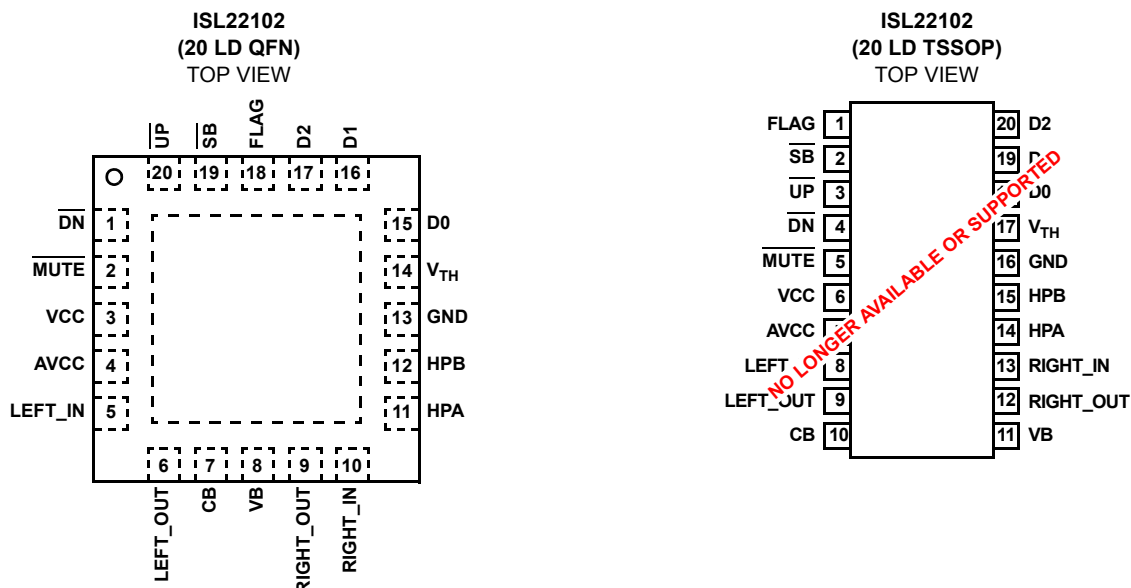 ISL22102
(20 LD QFN)
TOP VIEW
UP
SB
FLAG
D2
D1
20
19
18
17
16
DN
1
MUTE
2
VCC
3
AVCC
4
LEFT_IN
5
15
D0
14
VTH
13
GND
12
HPB
11
HPA
6
7
8
9
10
LEFT_OUT
CB
VB
RIGHT_OUT
RIGHT_IN
ISL22102
(20 LD TSSOP)
TOP VIEW
FLAG 1
SB 2
UP 3
DN 4
MUTE 5
VCC 6
AVCC
LEFT 8
LEFT_OUT 9
CB 10
20 D2
19
D0
17 VTH
16 GND
15 HPB
14 HPA
13 RIGHT_IN
12 RIGHT_OUT
11 VB
NO LONGER AVAILABLE OR SUPPORTED